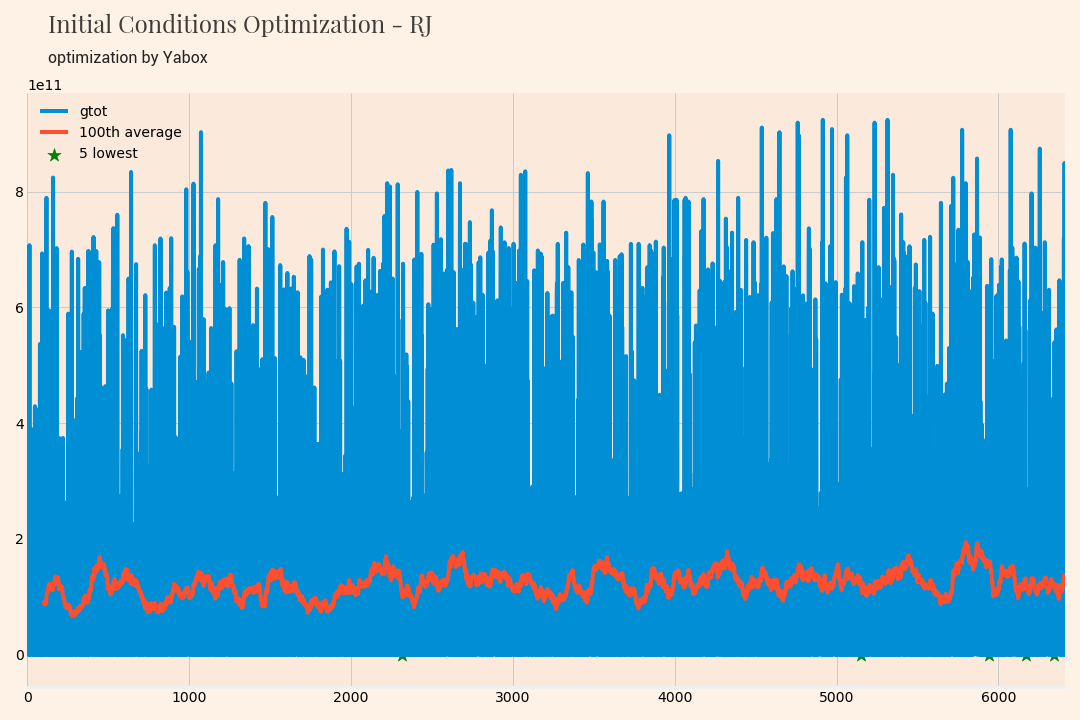 Initial Conditions Optimization - RJ
optimization by Yabox
1e11
gtot
100th average
5 lowest
8
6
4
2
0
0 1000 2000 3000 4000 5000 6000